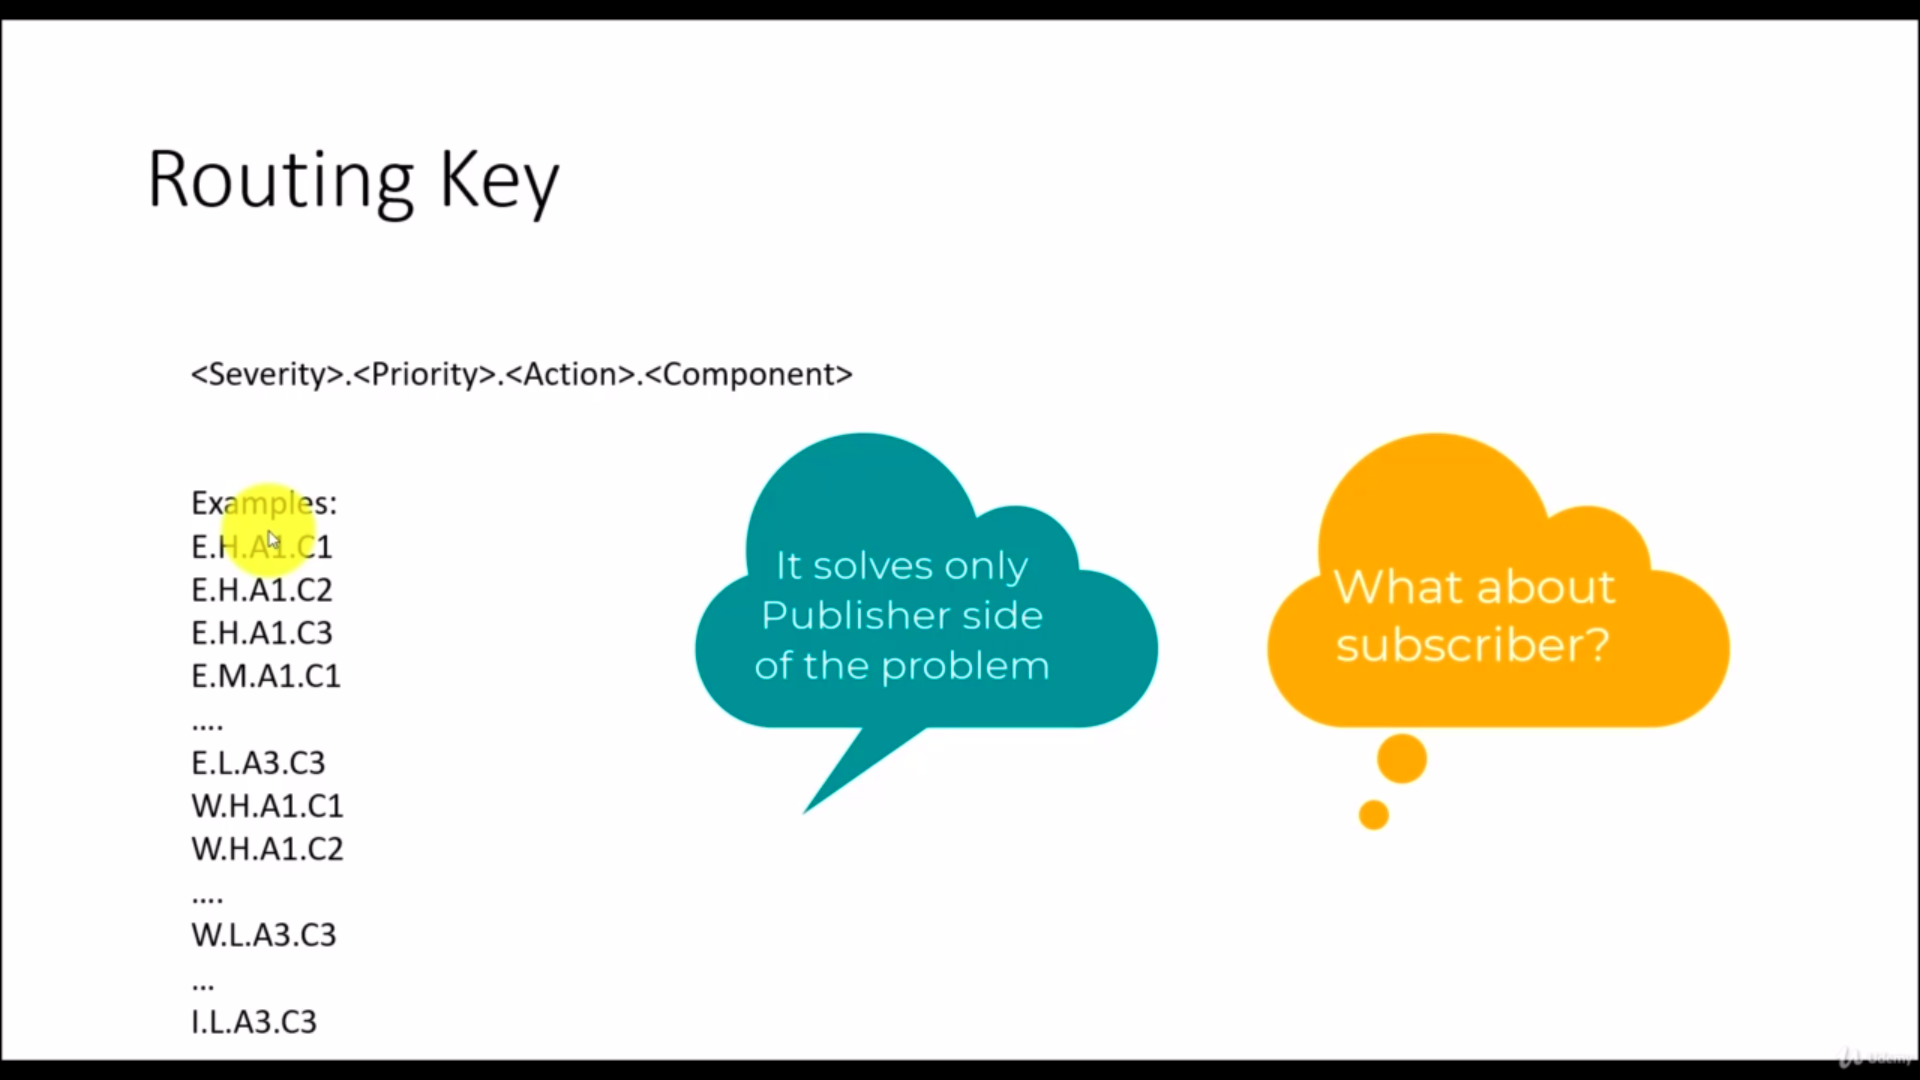 Routing Key
<Severity>.<Priority>.<Action>.<Component>
Examples:
E.H.A1.C1
E.H.A1.C2
E.H.A1.C3
E.M.A1.C1
....
E.L.A3.C3
W.H.A1.C1
W.H.A1.C2
....
W.L.A3.C3
...
I.L.A3.C3
It solves only
Publisher side
of the problem
What about
subscriber?
Udemy